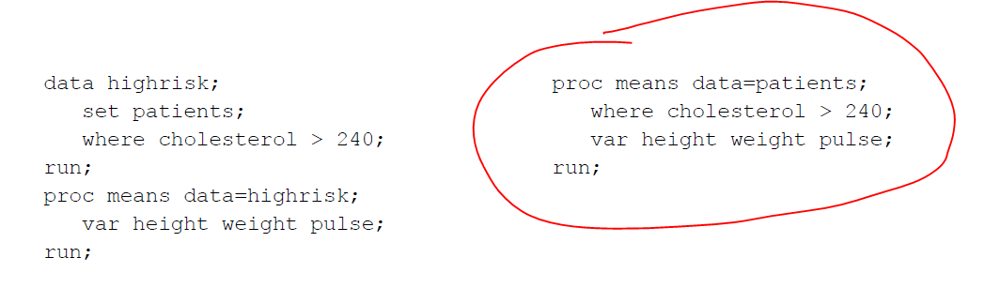 data highrisk;
   set patients;
   where cholesterol > 240;
run;
proc means data=highrisk;
   var height weight pulse;
run;
proc means data=patients;
   where cholesterol > 240;
   var height weight pulse;
run;